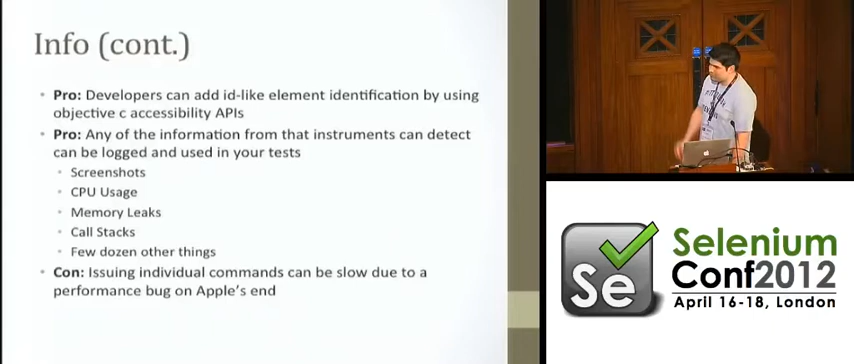 Info (cont.)
Pro: Developers can add id-like element identification by using
objective c accessibility APIs
Pro: Any of the information from that instruments can detect
can be logged and used in your tests
Screenshots
CPU Usage
Memory Leaks
Call Stacks
Few dozen other things
Con: Issuing individual commands can be slow due to a
performance bug on Apple's end
Se
Selenium
Conf2012
April 16-18, London